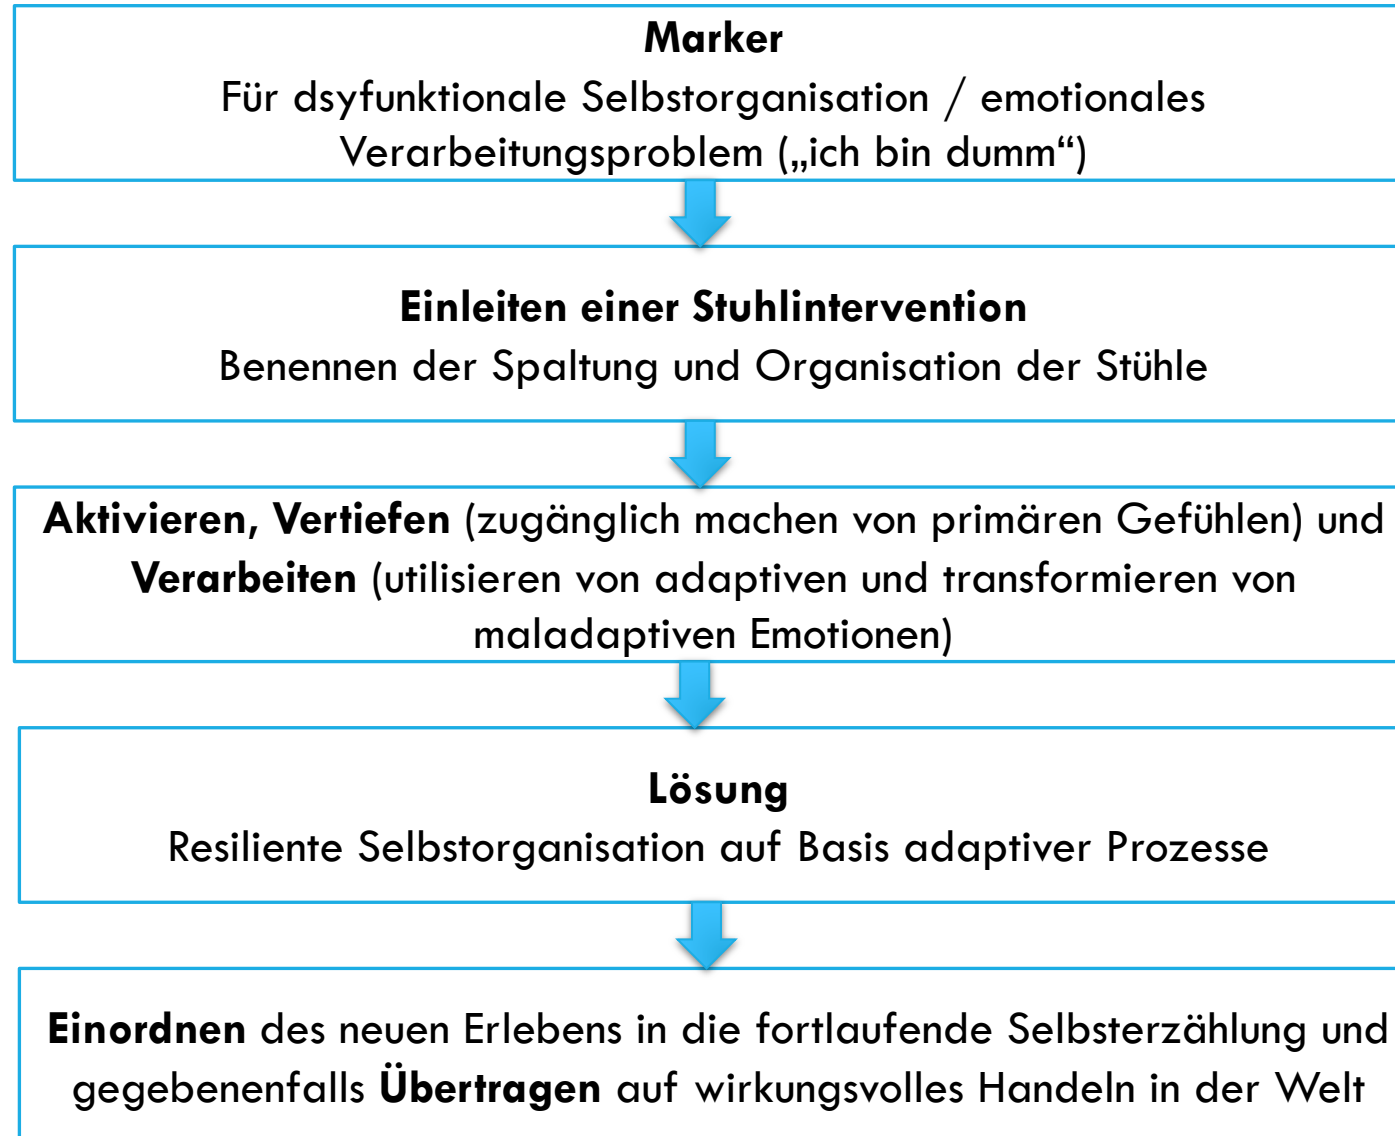 Marker
Für dsyfunktionale Selbstorganisation / emotionales
Verarbeitungsproblem („ich bin dumm“)
Einleiten einer Stuhlintervention
Benennen der Spaltung und Organisation der Stühle
Aktivieren, Vertiefen (zugänglich machen von primären Gefühlen) und
Verarbeiten (utilisieren von adaptiven und transformieren von
maladaptiven Emotionen)
Lösung
Resiliente Selbstorganisation auf Basis adaptiver Prozesse
Einordnen des neuen Erlebens in die fortlaufende Selbsterzählung und
gegebenenfalls Übertragen auf wirkungsvolles Handeln in der Welt